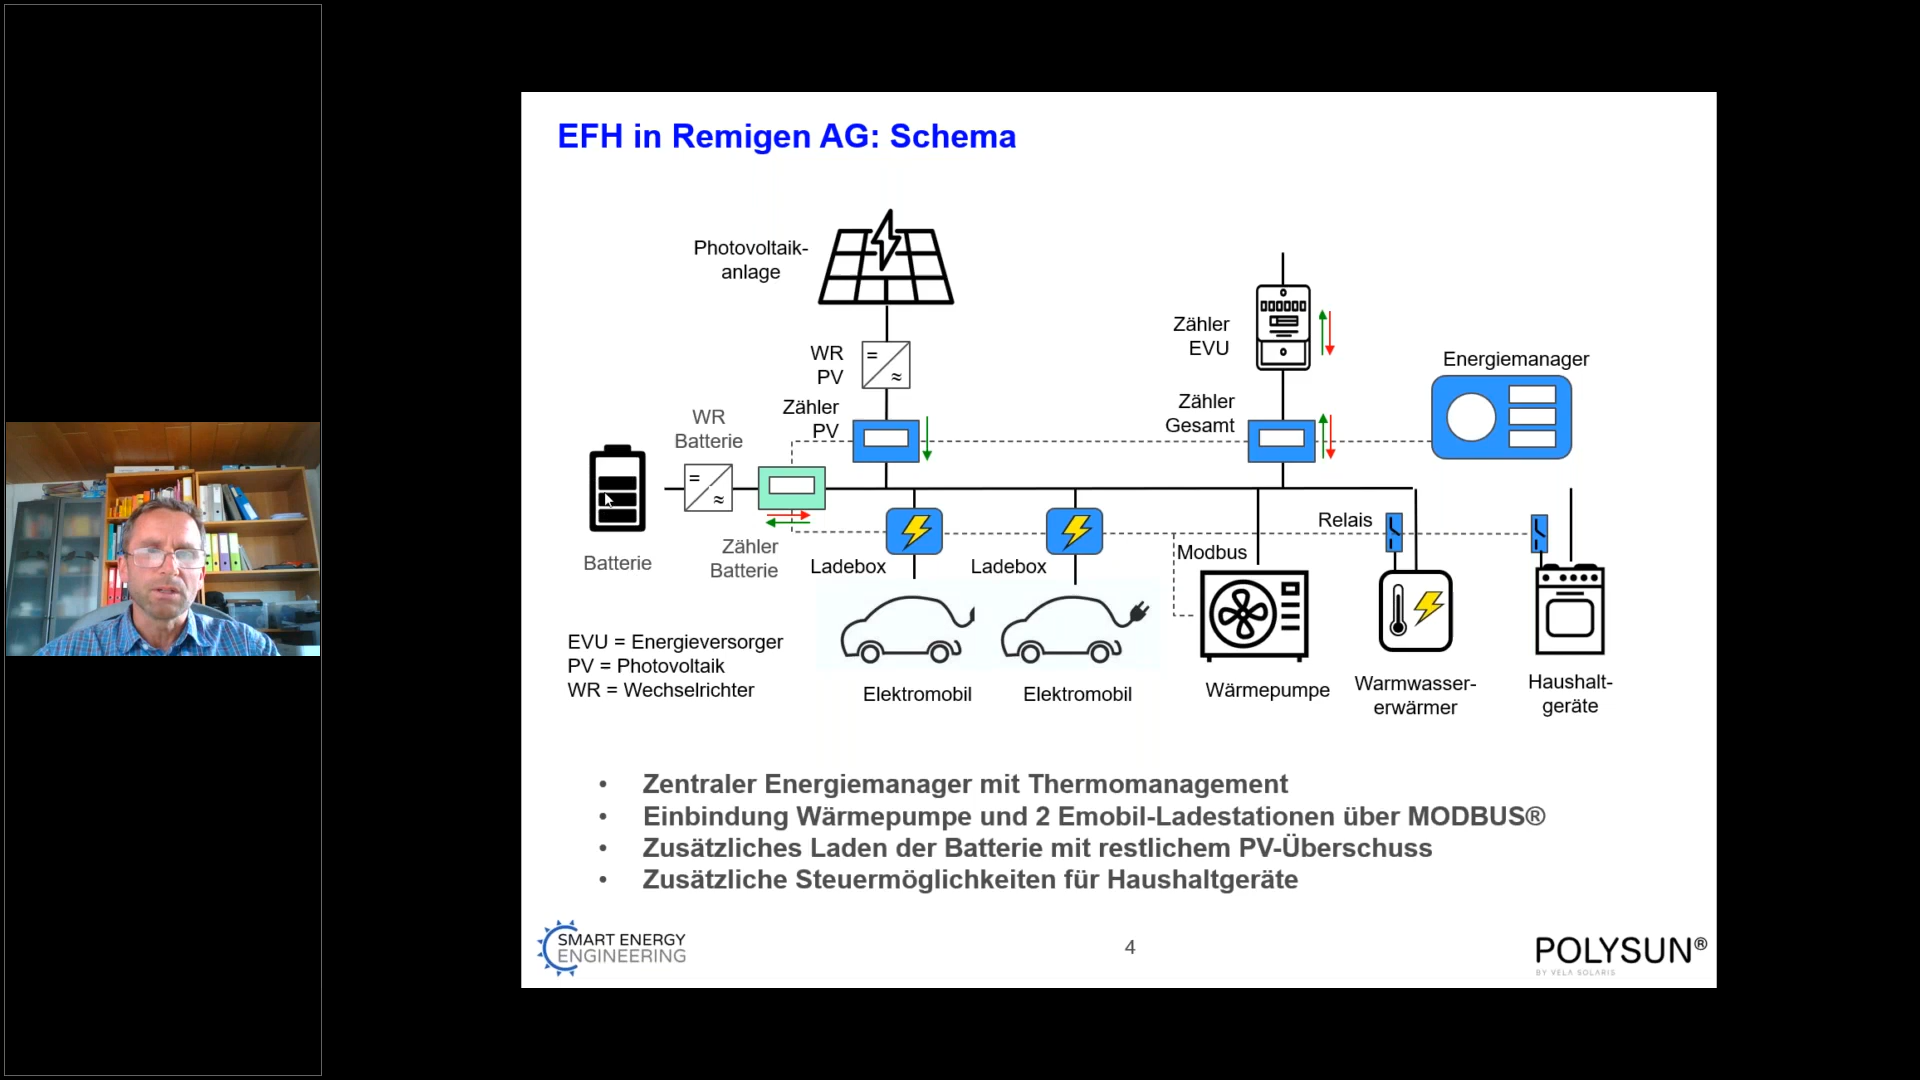 EFH in Remigen AG: Schema
Photovoltaik-
anlage
Zähler
EVU
WR
PV
Energiemanager
Zähler
PV
Zähler
Gesamt
WR
Batterie
Relais
Zähler
Batterie
Batterie
Ladebox
Ladebox
Modbus
EVU = Energieversorger
PV = Photovoltaik
WR = Wechselrichter
Elektromobil
Elektromobil
Wärmepumpe
Warmwasser-
erwärmer
Haushalt-
geräte
• Zentraler Energiemanager mit Thermomanagement
• Einbindung Wärmepumpe und 2 Emobil-Ladestationen über MODBUS®
• Zusätzliches Laden der Batterie mit restlichem PV-Überschuss
• Zusätzliche Steuermöglichkeiten für Haushaltgeräte
SMART ENERGY
ENGINEERING
4
POLYSUN®
BY VELA SOLARIS